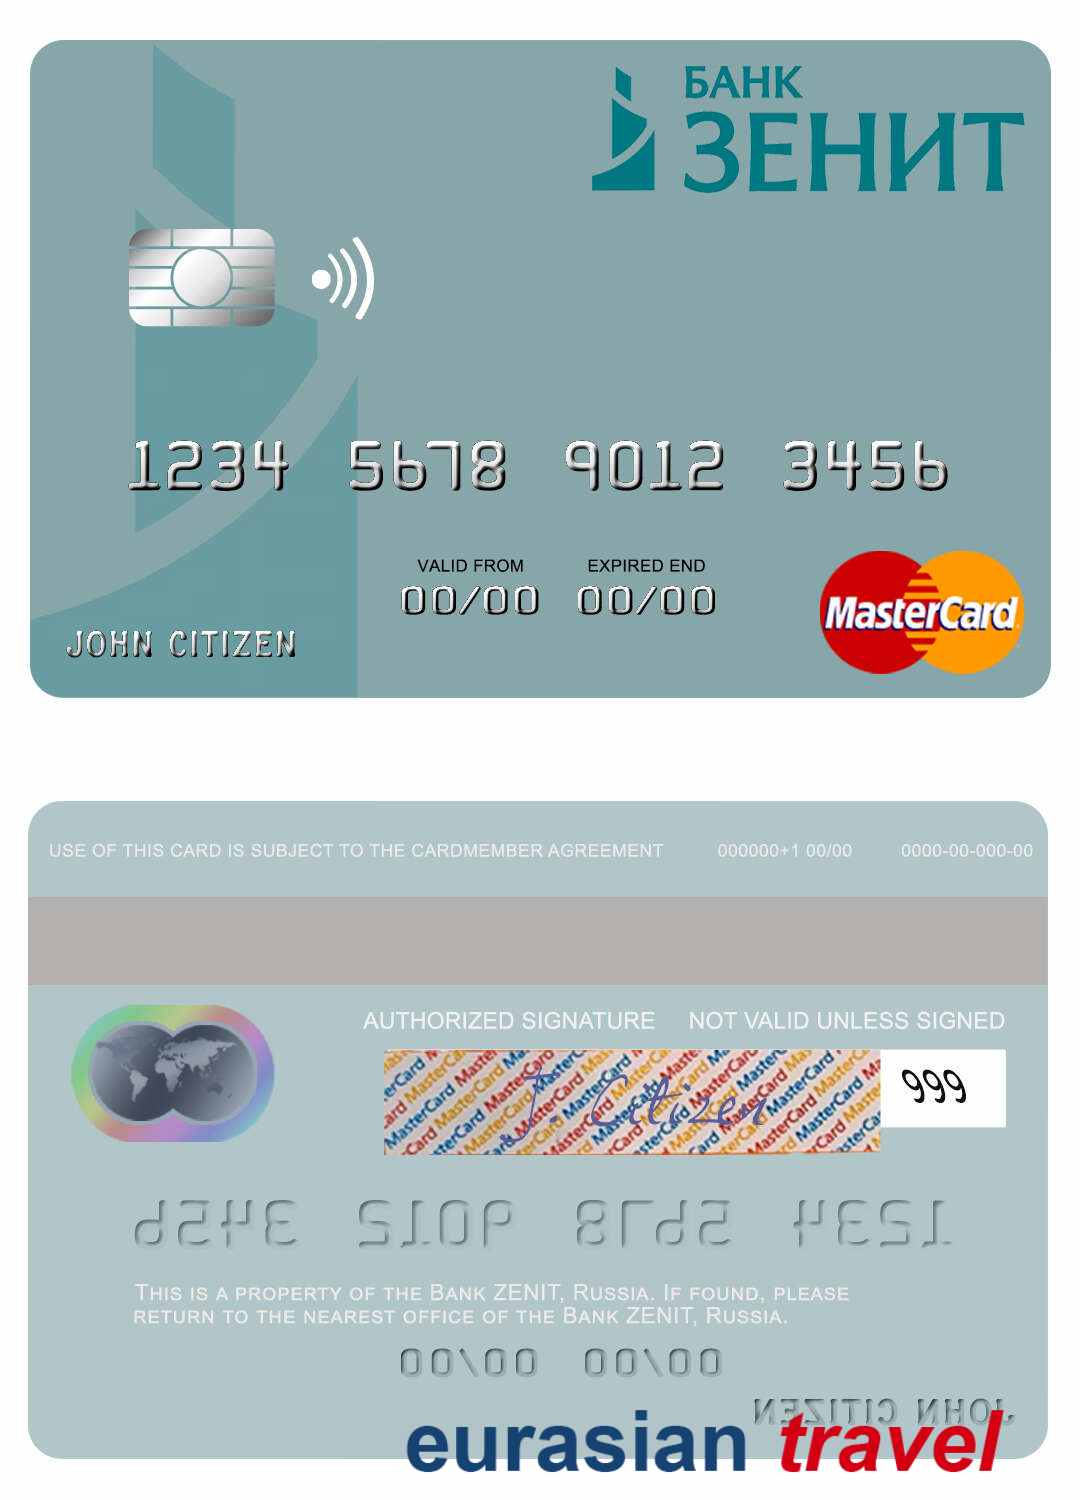 БАНК
ЗЕНИТ
1234 5678 9012 3456
VALID FROM EXPIRED END
00/00 00/00
MasterCard
JOHN CITIZEN
USE OF THIS CARD IS SUBJECT TO THE CARDMEMBER AGREEMENT 000000+1 00/00 0000-00-000-00
AUTHORIZED SIGNATURE NOT VALID UNLESS SIGNED
MasterCard MasterCard MasterCard MasterCard
J. Citizen
999
1234 5678 9012 3456
THIS IS A PROPERTY OF THE BANK ZENIT, RUSSIA. IF FOUND, PLEASE
RETURN TO THE NEAREST OFFICE OF THE BANK ZENIT, RUSSIA.
00/00 00/00
JOHN CITIZEN
eurasian travel